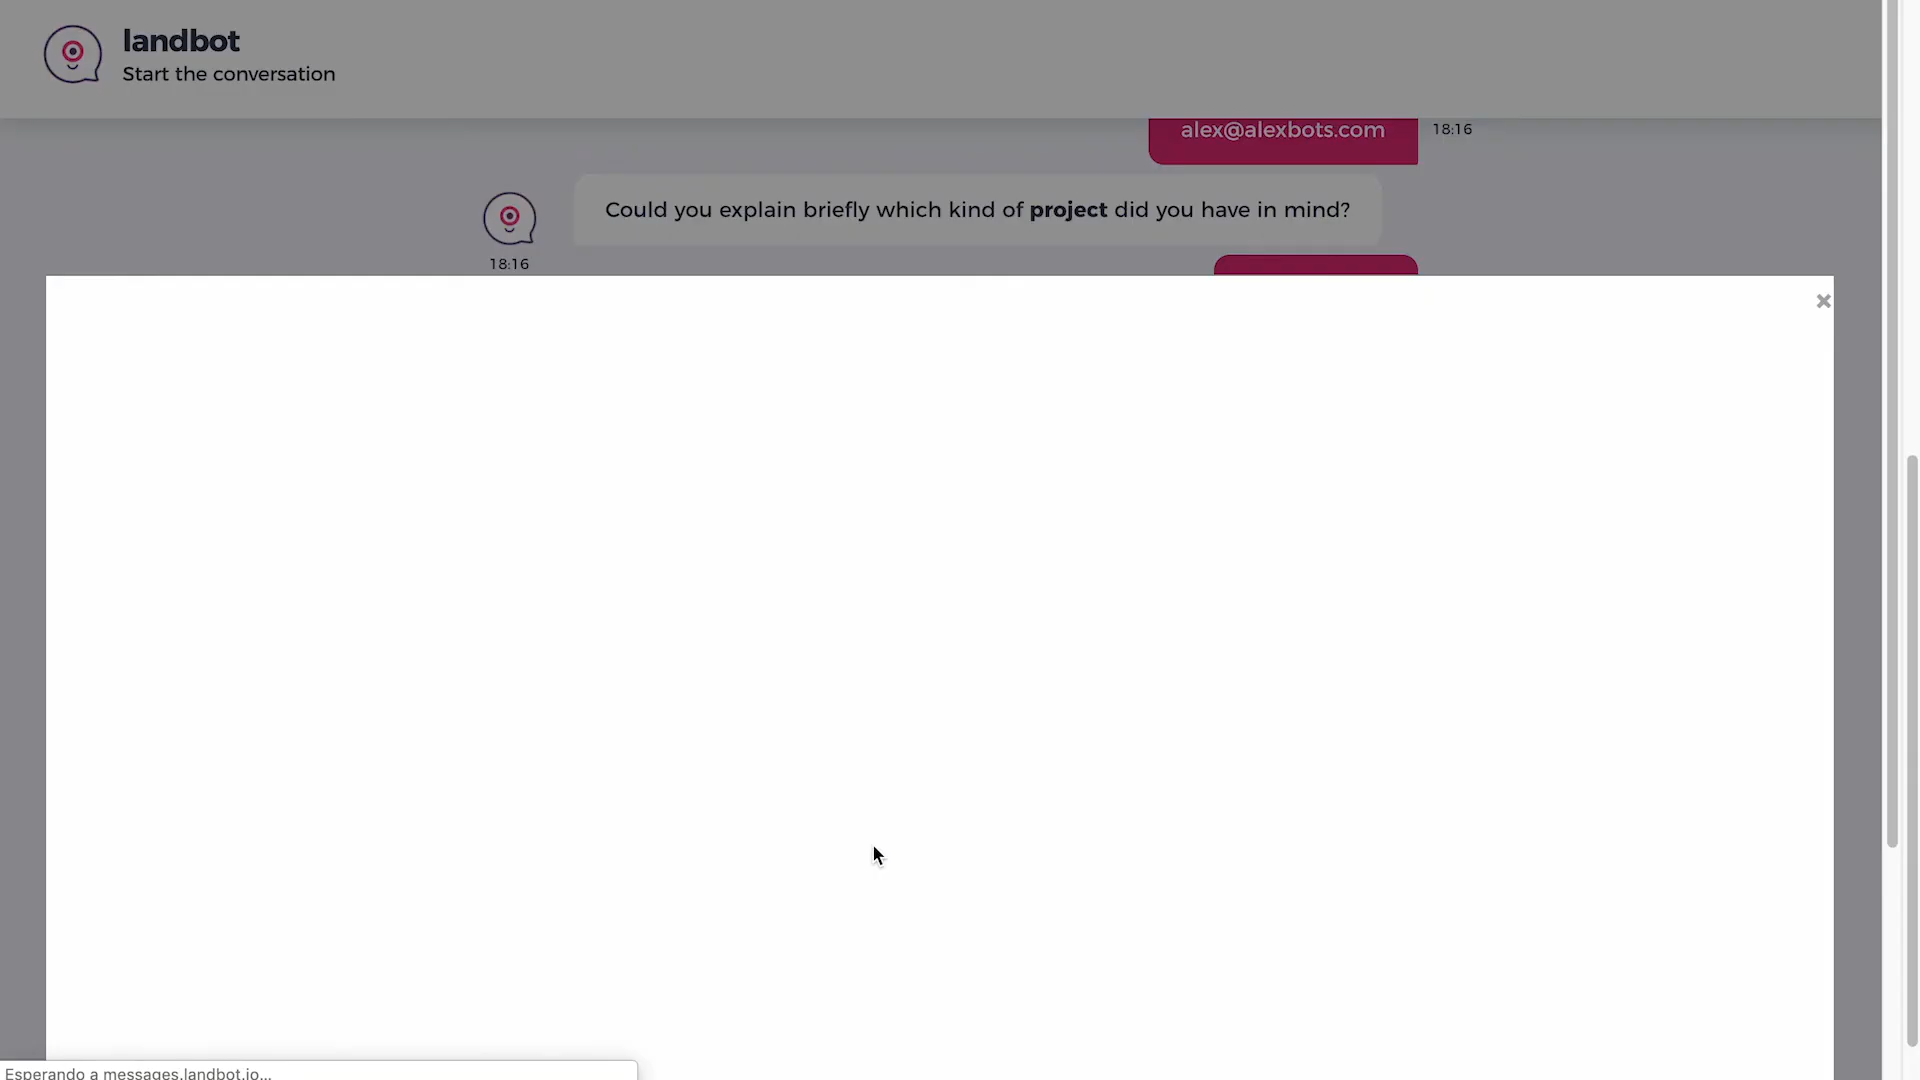 landbot
Start the conversation
alex@alexbots.com
18:16
Could you explain briefly which kind of project did you have in mind?
18:16
Esperando a messages.landbot.io...